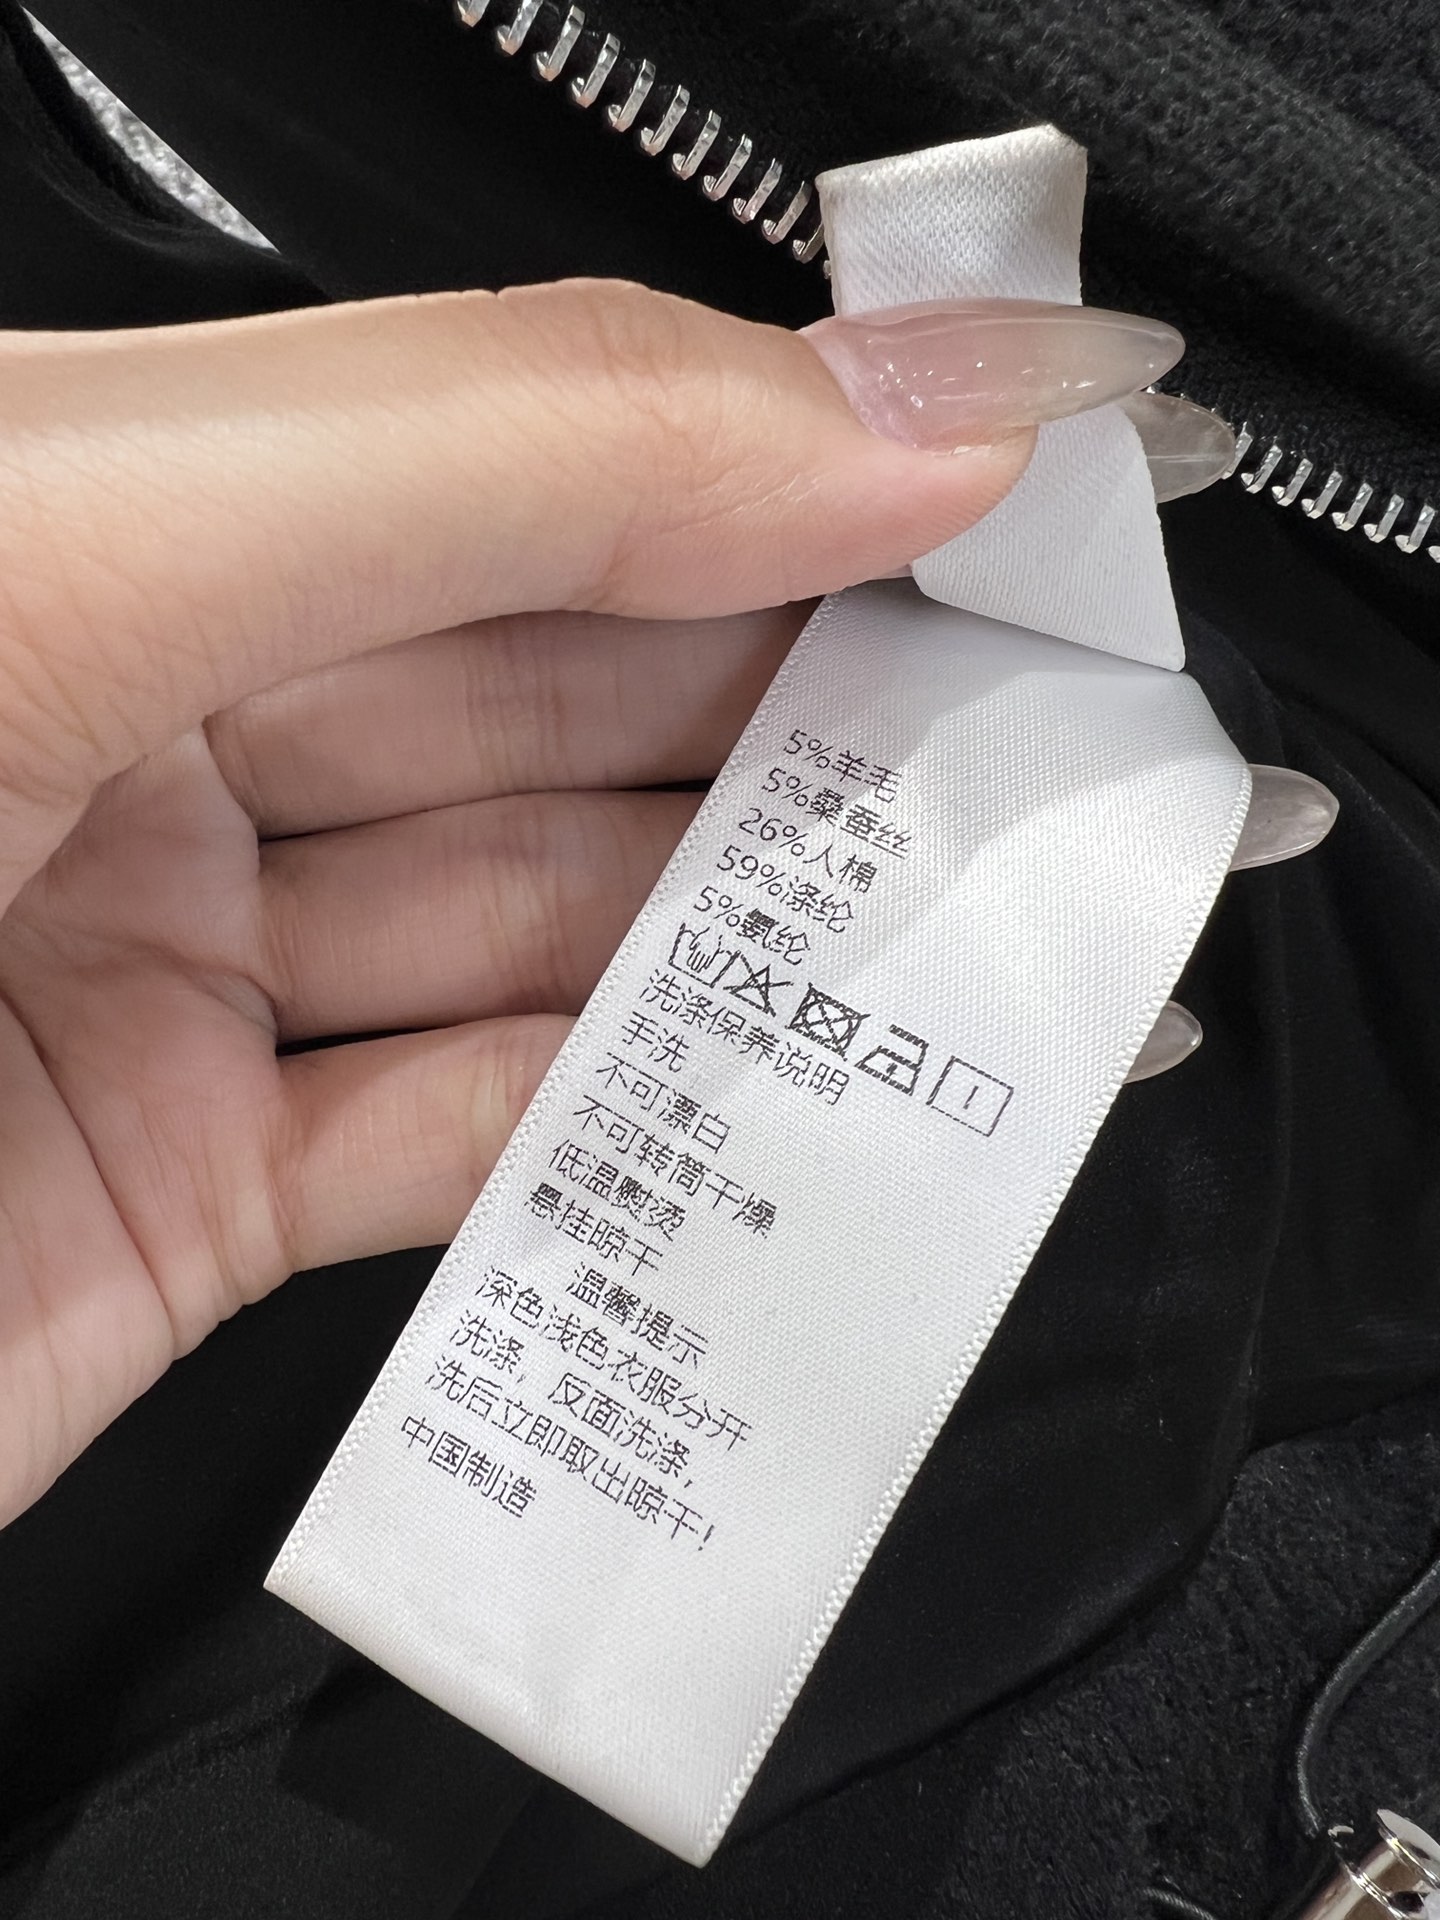 5%羊毛
5%桑蚕丝
26%人棉
59%涤纶
5%氨纶
洗涤保养说明
手洗
不可漂白
不可转筒干燥
低温熨烫
悬挂晾干
温馨提示
深色浅色衣服分开
洗涤，反面洗涤，
洗后立即取出晾干!
中国制造